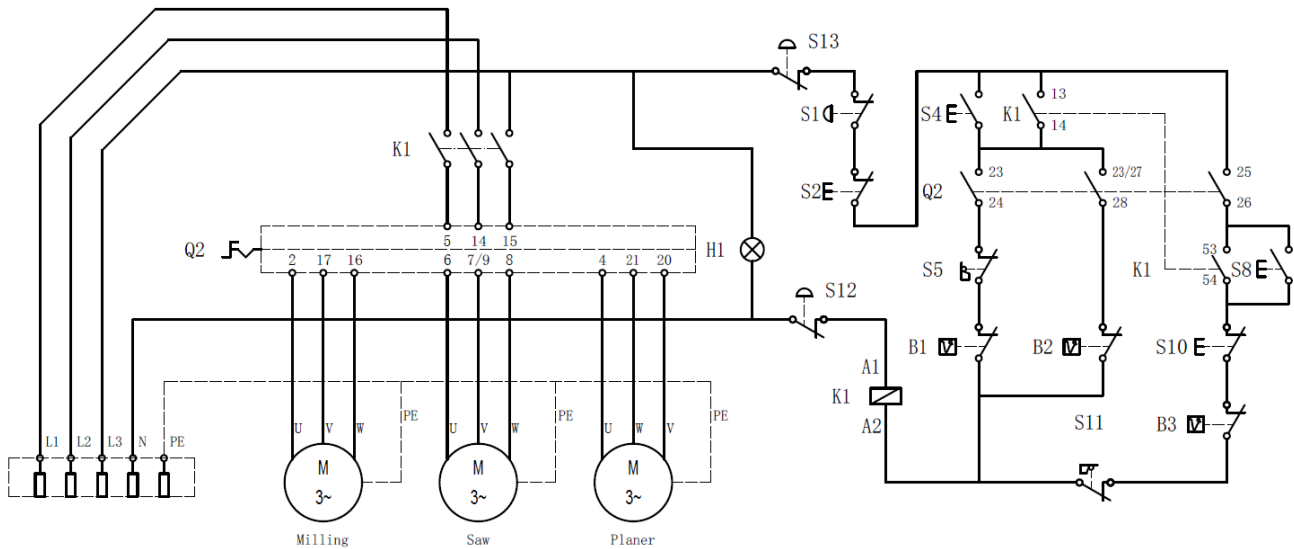 S13
S1
S4
K1
13
14
K1
S2
Q2
23
24
23/27
28
25
26
Q2
5 14 15
2 17 16 6 7/9 8 4 21 20
H1
S5
K1
53
54
S8
S12
B1
B2
S10
A1
K1
A2
S11
B3
L1 L2 L3 N PE
U V W PE
U V W PE
U W V PE
M
3~
M
3~
M
3~
Milling Saw Planer